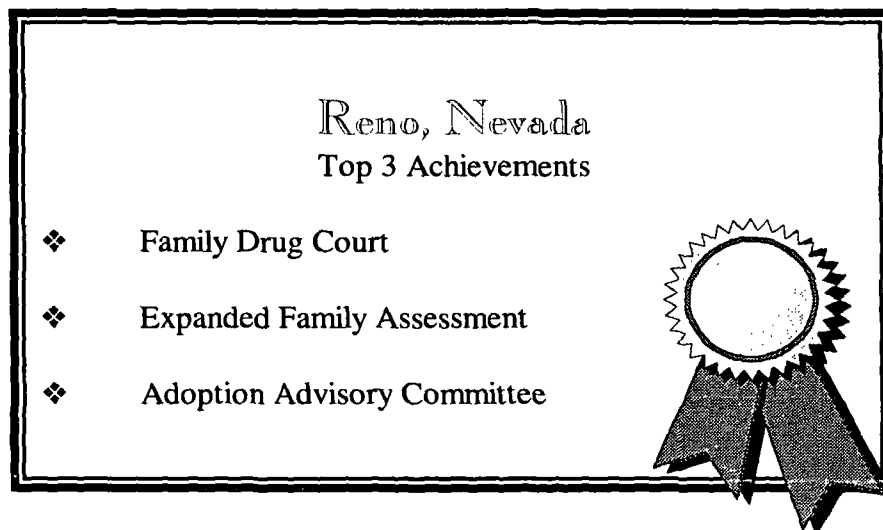 Reno, Nevada
Top 3 Achievements
❖ Family Drug Court
❖ Expanded Family Assessment
❖ Adoption Advisory Committee